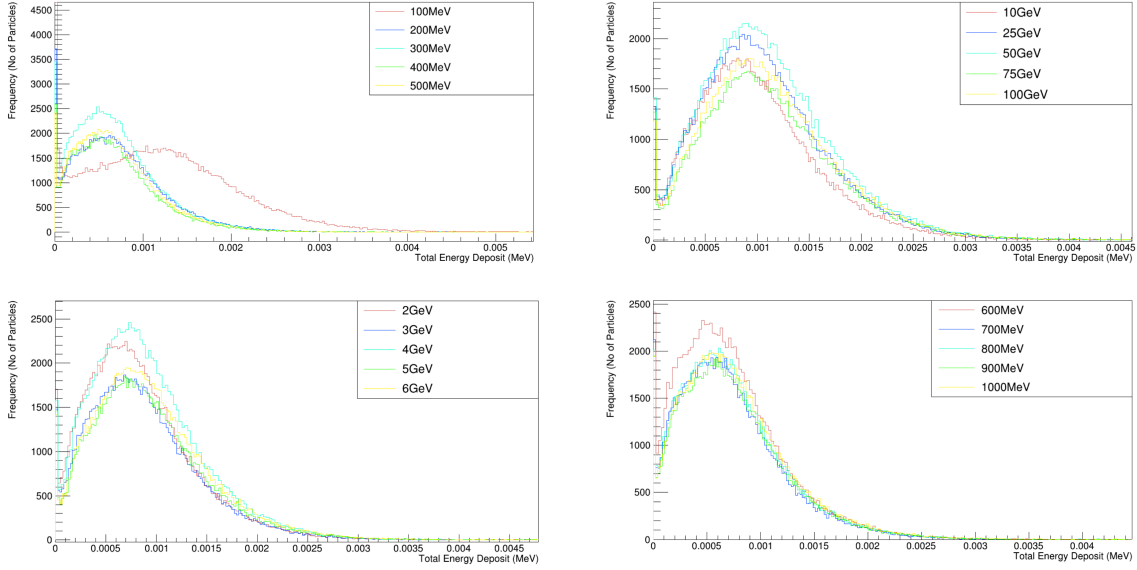 Frequency (No of Particles)
4500
4000
3500
3000
2500
2000
1500
1000
500
0
0
0.001
0.002
0.003
0.004
0.005
Total Energy Deposit (MeV)
100MeV
200MeV
300MeV
400MeV
500MeV
Frequency (No of Particles)
2000
1500
1000
500
0
0.0005
0.001
0.0015
0.002
0.0025
0.003
0.0035
0.004
0.0045
Total Energy Deposit (MeV)
10GeV
25GeV
50GeV
75GeV
100GeV
Frequency (No of Particles)
2500
2000
1500
1000
500
0
0
0.0005
0.001
0.0015
0.002
0.0025
0.003
0.0035
0.004
0.0045
Total Energy Deposit (MeV)
2GeV
3GeV
4GeV
5GeV
6GeV
Frequency (No of Particles)
2500
2000
1500
1000
500
0
0
0.0005
0.001
0.0015
0.002
0.0025
0.003
0.0035
0.004
Total Energy Deposit (MeV)
600MeV
700MeV
800MeV
900MeV
1000MeV